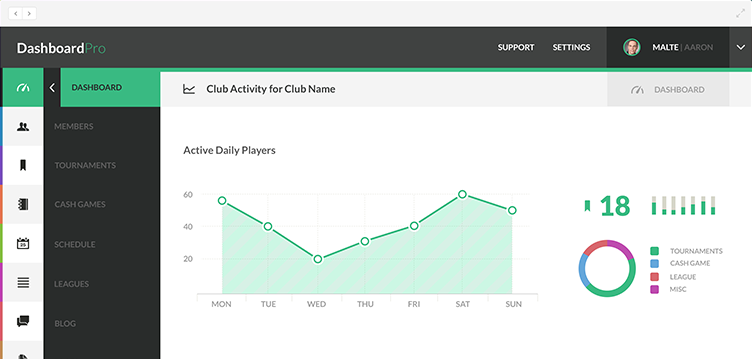 DashboardPro
SUPPORT
SETTINGS
MALTE | AARON
DASHBOARD
Club Activity for Club Name
DASHBOARD
MEMBERS
TOURNAMENTS
CASH GAMES
SCHEDULE
25
LEAGUES
BLOG
Active Daily Players
60
40
20
MON TUE WED THU FRI SAT SUN
18
TOURNAMENTS
CASH GAME
LEAGUE
MISC